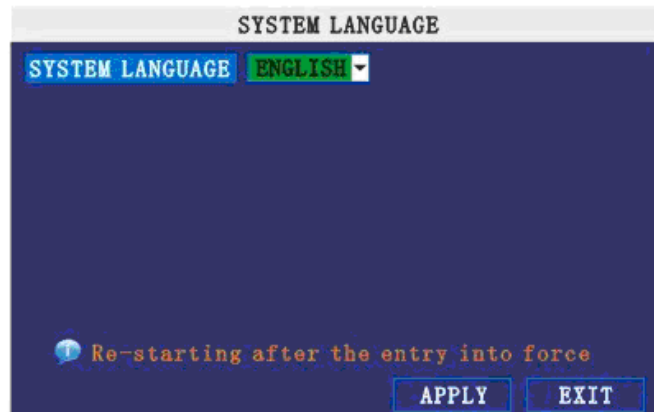 SYSTEM LANGUAGE
SYSTEM LANGUAGE ENGLISH
Re-starting after the entry into force
APPLY EXIT